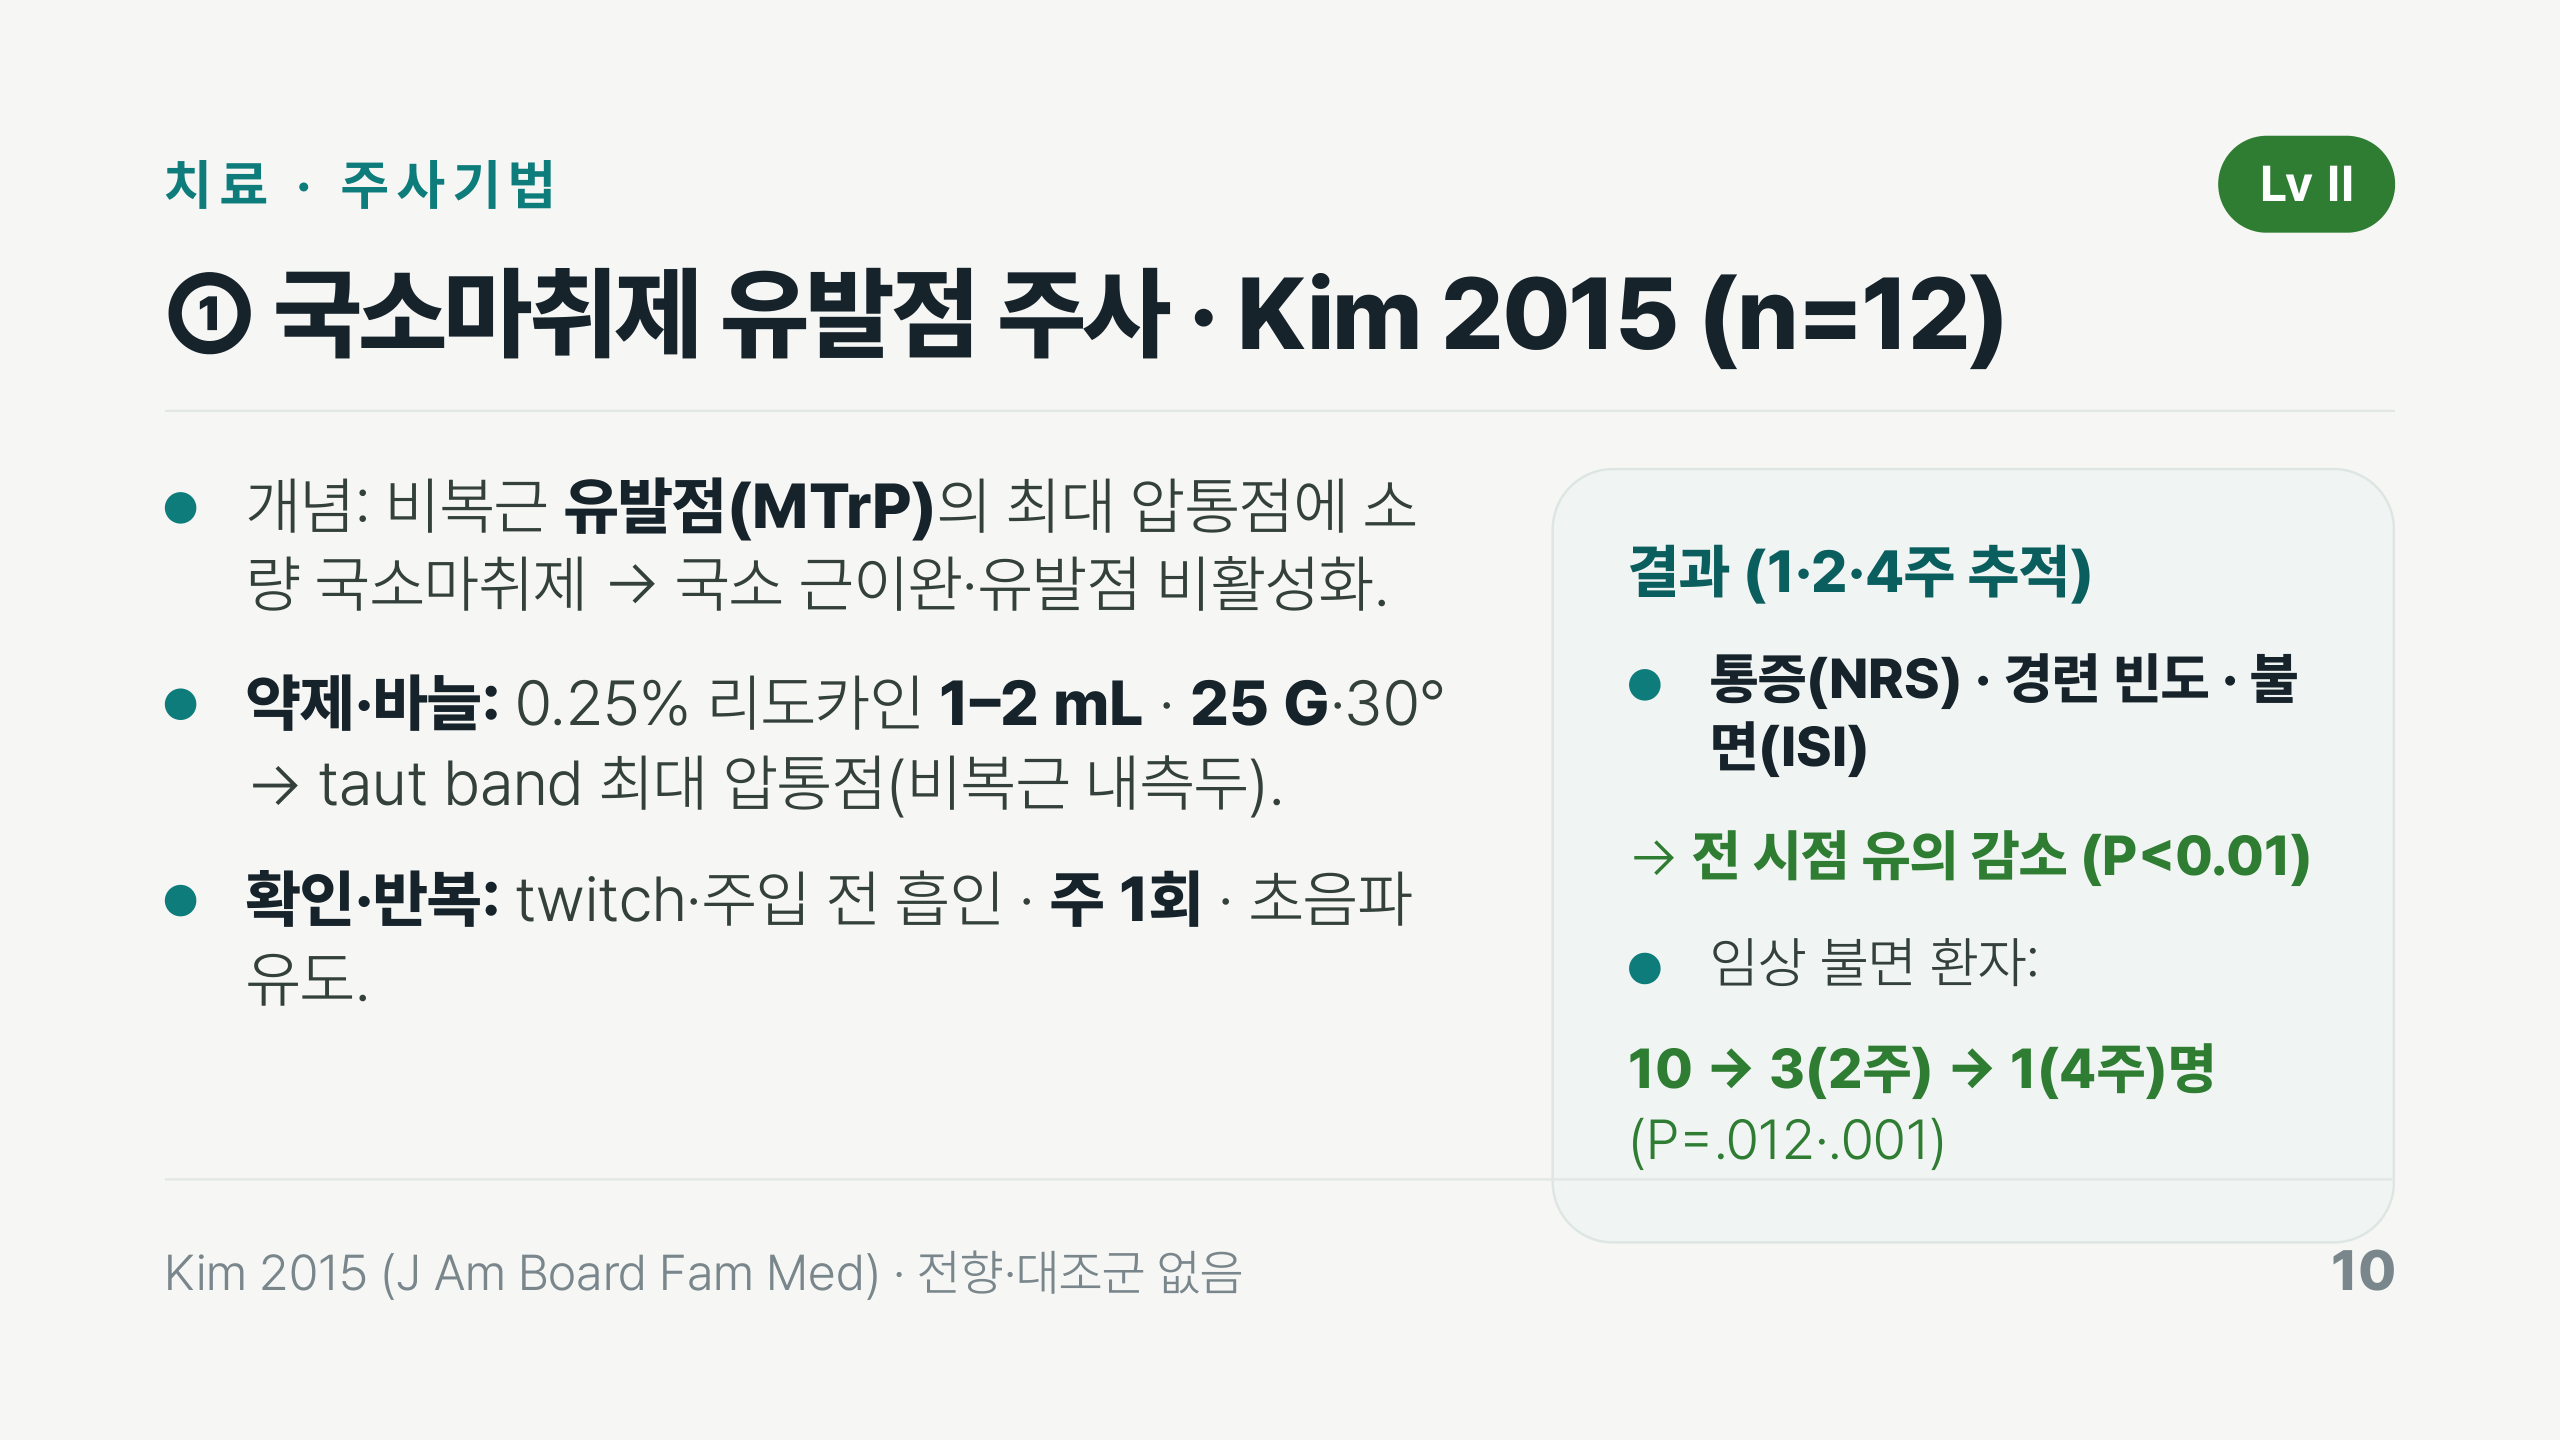 치료 · 주사기법
Lv II
① 국소마취제 유발점 주사 · Kim 2015 (n=12)
개념: 비복근 유발점(MTrP)의 최대 압통점에 소
량 국소마취제 → 국소 근이완·유발점 비활성화.
약제·바늘: 0.25% 리도카인 1–2 mL · 25 G·30°
→ taut band 최대 압통점(비복근 내측두).
확인·반복: twitch·주입 전 흡인 · 주 1회 · 초음파
유도.
결과 (1·2·4주 추적)
통증(NRS) · 경련 빈도 · 불
면(ISI)
→ 전 시점 유의 감소 (P<0.01)
임상 불면 환자:
10 → 3(2주) → 1(4주)명
(P=.012·.001)
Kim 2015 (J Am Board Fam Med) · 전향·대조군 없음
10